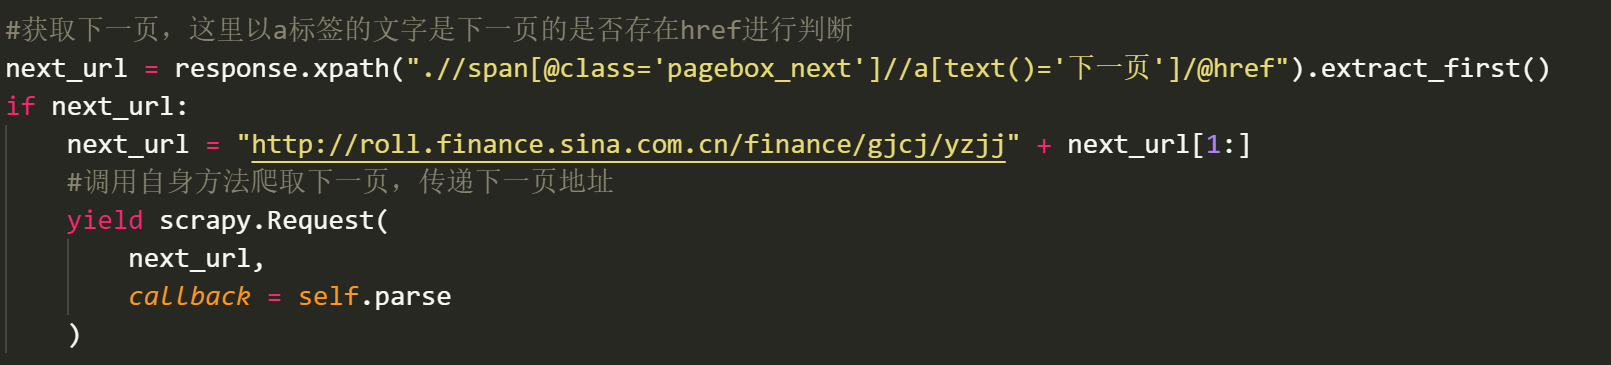 #获取下一页，这里以a标签的文字是下一页的是否存在href进行判断
next_url = response.xpath(".//span[@class='pagebox_next']//a[text()='下一页']/@href").extract_first()
if next_url:
    next_url = "http://roll.finance.sina.com.cn/finance/gjcj/yzjj" + next_url[1:]
    #调用自身方法爬取下一页，传递下一页地址
    yield scrapy.Request(
        next_url,
        callback = self.parse
    )